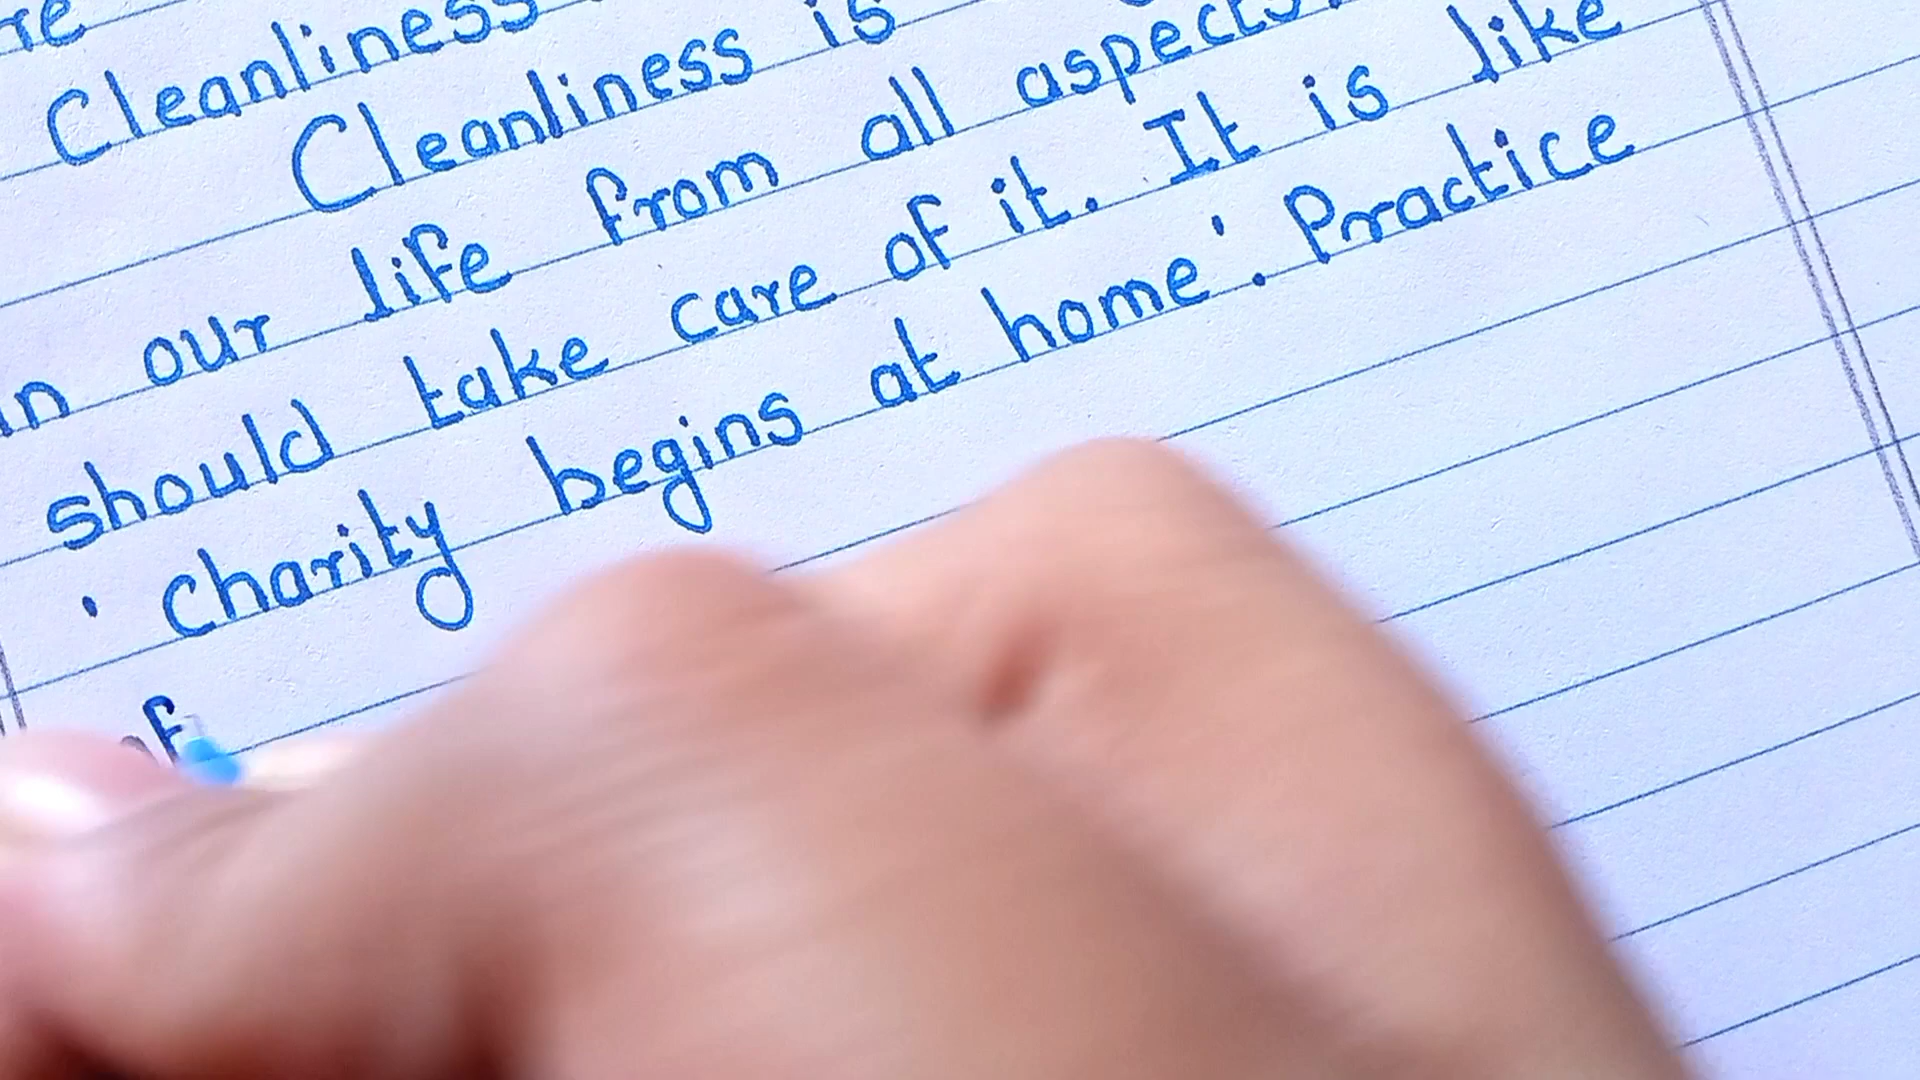 Cleanliness
Cleanliness is
in our life from all aspects.
should take care of it. It is like
' charity begins at home'. Practice
of